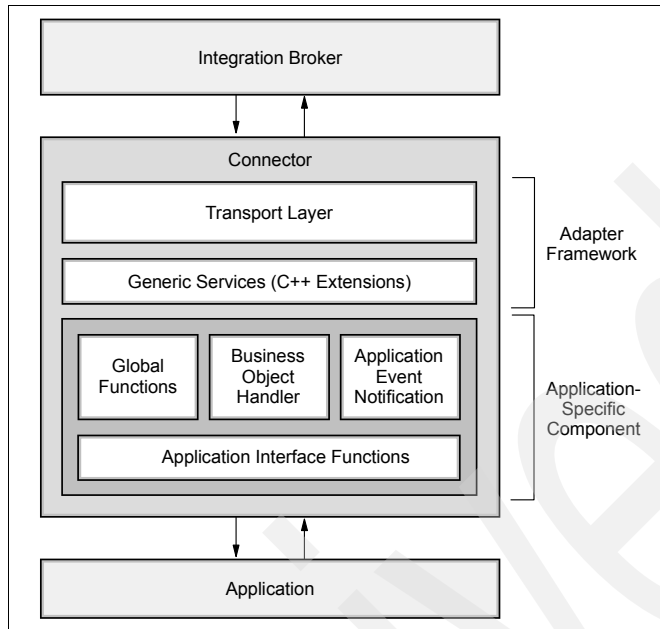 Integration Broker
Connector
Transport Layer
Adapter
Framework
Generic Services (C++ Extensions)
Global
Functions
Business
Object
Handler
Application
Event
Notification
Application-
Specific
Component
Application Interface Functions
Application